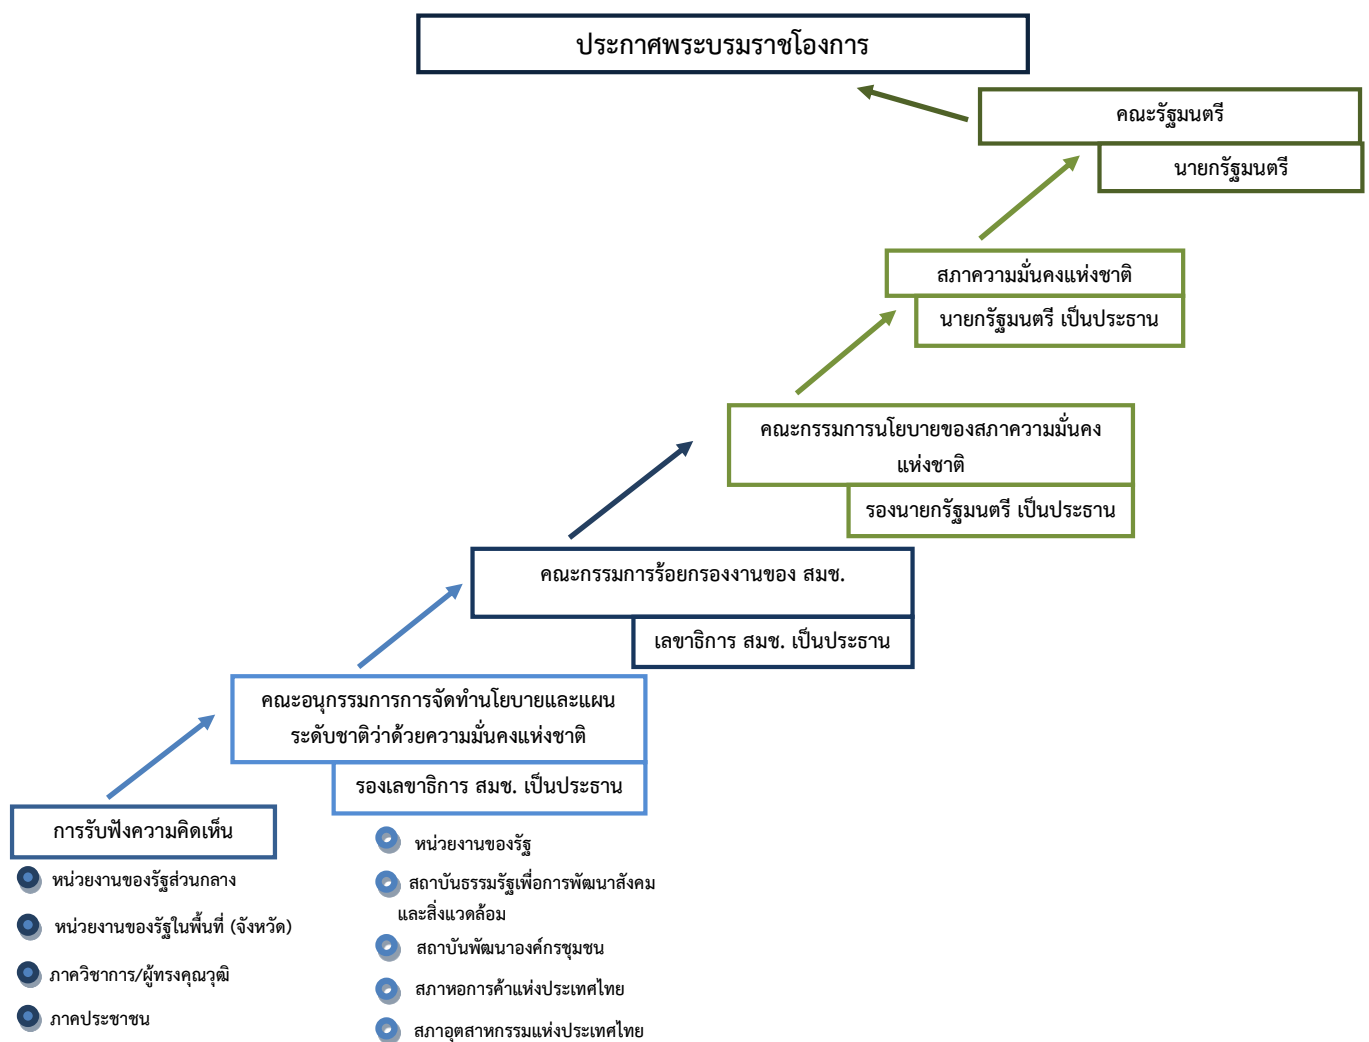 ประกาศพระบรมราชโองการ
คณะรัฐมนตรี
นายกรัฐมนตรี
สภาความมั่นคงแห่งชาติ
นายกรัฐมนตรี เป็นประธาน
คณะกรรมการนโยบายของสภาความมั่นคง
แห่งชาติ
รองนายกรัฐมนตรี เป็นประธาน
คณะกรรมการร้อยกรองงานของ สมช.
เลขาธิการ สมช. เป็นประธาน
คณะอนุกรรมการการจัดทำนโยบายและแผน
ระดับชาติว่าด้วยความมั่นคงแห่งชาติ
รองเลขาธิการ สมช. เป็นประธาน
การรับฟังความคิดเห็น
หน่วยงานของรัฐส่วนกลาง
หน่วยงานของรัฐในพื้นที่ (จังหวัด)
ภาควิชาการ/ผู้ทรงคุณวุฒิ
ภาคประชาชน
หน่วยงานของรัฐ
สถาบันธรรมรัฐเพื่อการพัฒนาสังคม
และสิ่งแวดล้อม
สถาบันพัฒนาองค์กรชุมชน
สภาหอการค้าแห่งประเทศไทย
สภาอุตสาหกรรมแห่งประเทศไทย